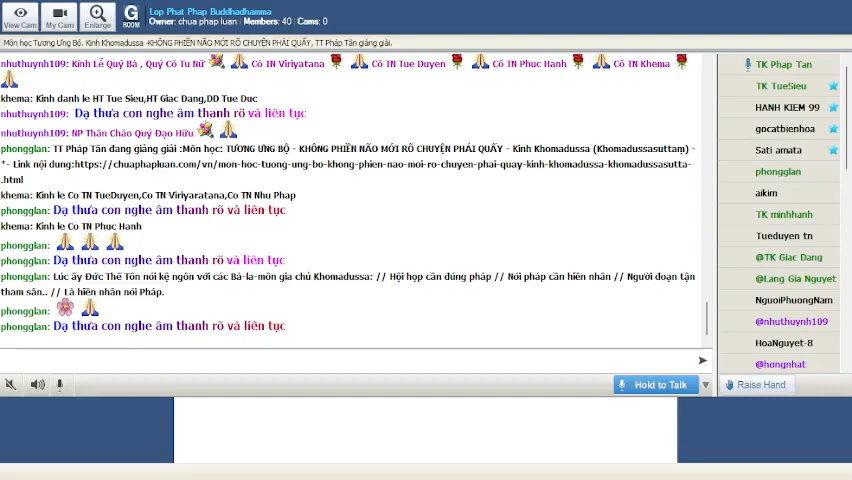 View Cam
My Cam
Enlarge
G
ROOM
Lop Phat Phap Buddhadhamma
Owner: chua phap luan / Members: 40 / Cams: 0
Môn học Tương Ưng Bộ. Kinh Khomadussa -KHÔNG PHIỀN NÃO MỚI RÕ CHUYỆN PHẢI QUẤY, TT Pháp Tân giảng giải.
nhuthuynh109: Kính Lễ Quý Bà , Quý Cô Tu Nữ Cô TN Viriyatana Cô TN Tue Duyen Cô TN Phuc Hanh Cô TN Khema
khema: Kinh danh le HT Tue Sieu,HT Giac Dang,DD Tue Duc
nhuthuynh109: Dạ thưa con nghe âm thanh rõ và liên tục
nhuthuynh109: NP Thân Chào Quý Đạo Hữu
phongglan: TT Pháp Tân đang giảng giải :Môn học: TƯƠNG ƯNG BỘ - KHÔNG PHIỀN NÃO MỚI RÕ CHUYỆN PHẢI QUẤY - Kinh Khomadussa (Khomadussasuttaṃ) -
*- Link nội dung:https://chuaphapluan.com/vn/mon-hoc-tuong-ung-bo-khong-phien-nao-moi-ro-chuyen-phai-quay-kinh-khomadussa-khomadussasutta-
.html
khema: Kinh le Co TN TueDuyen,Co TN Viryaratana,Co TN Nhu Phap
phongglan: Dạ thưa con nghe âm thanh rõ và liên tục
khema: Kinh le Co TN Phuc Hanh
phongglan:
phongglan: Dạ thưa con nghe âm thanh rõ và liên tục
phongglan: Lúc ấy Đức Thế Tôn nói kệ ngôn với các Bà-la-môn gia chủ Khomadussa: // Hội họp cần đúng pháp // Nói pháp cần hiền nhân // Người đoạn tận
tham sân.. // Là hiền nhân nói Pháp.
phongglan:
phongglan: Dạ thưa con nghe âm thanh rõ và liên tục
TK Phap Tan
TK TueSieu
HANH KIEM 99
gocatbienhoa
Sati amata
phongglan
aikim
TK minhhanh
Tueduyen tn
@TK Giac Dang
@Lang Gia Nguyet
NguoiPhuongNam
@nhuthuynh109
HoaNguyet-8
@hongnhat
Hold to Talk
Raise Hand